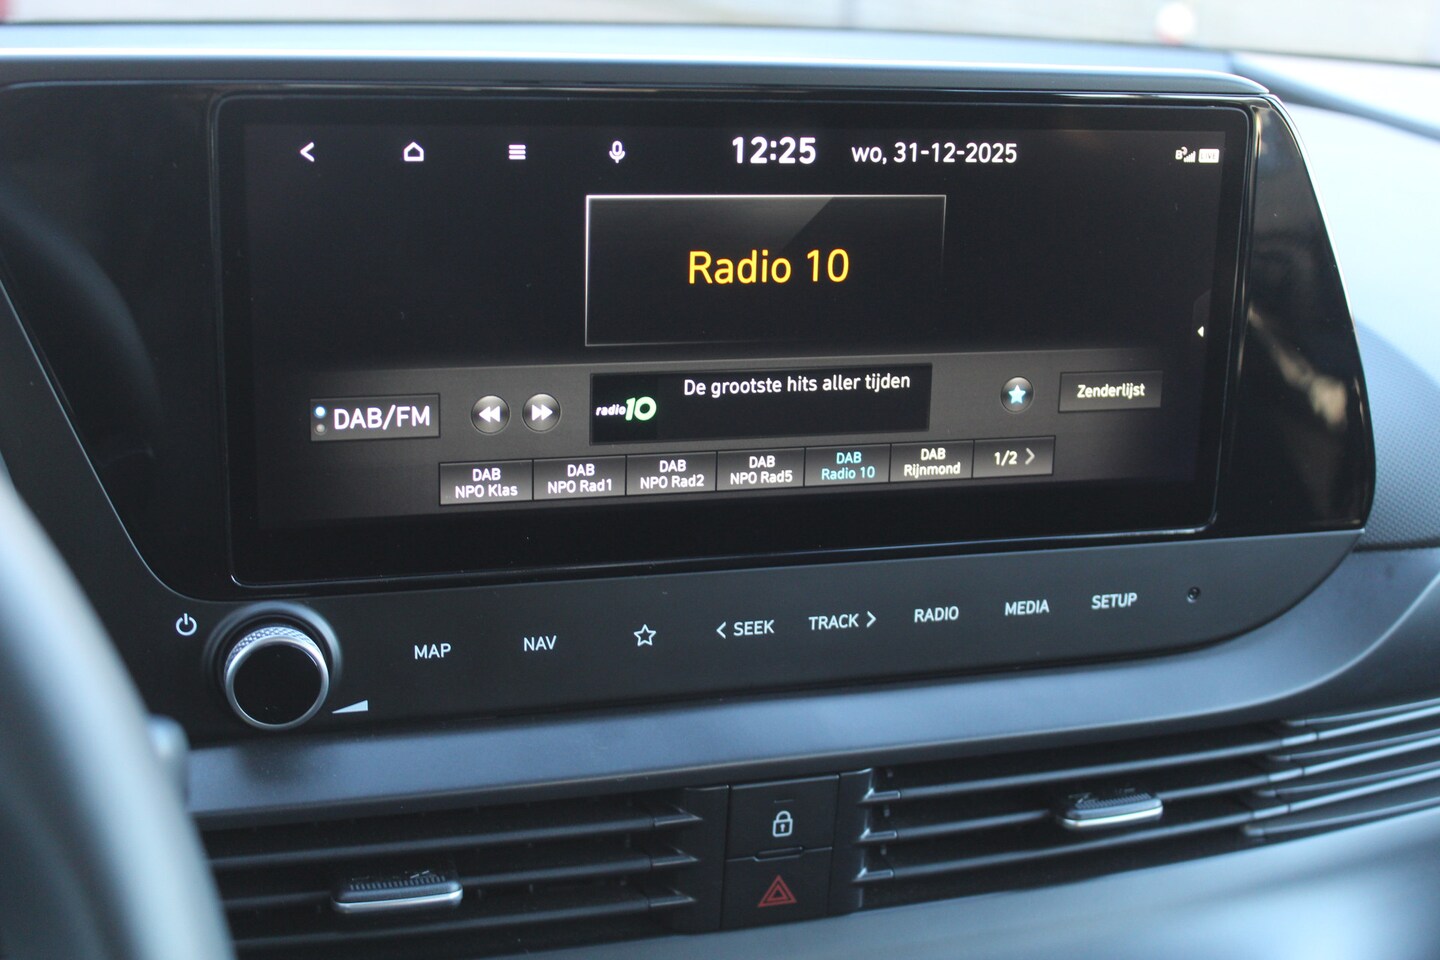 12:25 wo, 31-12-2025
LIVE
Radio 10
De grootste hits aller tijden
radio10
DAB/FM
Zenderlijst
DAB
NPO Klas
DAB
NPO Rad1
DAB
NPO Rad2
DAB
NPO Rad5
DAB
Radio 10
DAB
Rijnmond
1/2
MAP NAV SEEK TRACK RADIO MEDIA SETUP